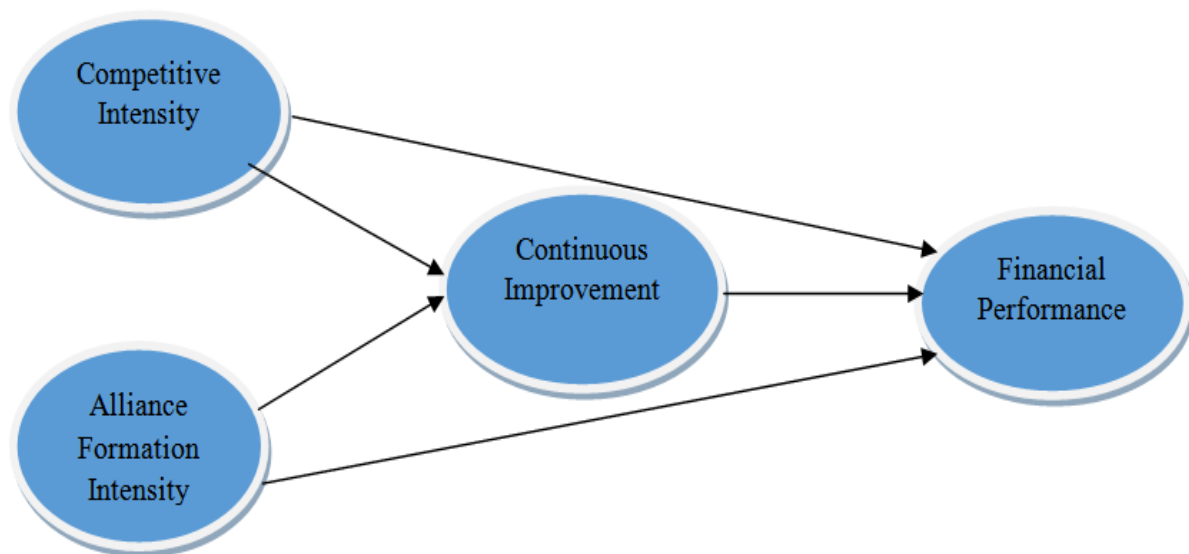 Competitive
Intensity
Continuous
Improvement
Financial
Performance
Alliance
Formation
Intensity